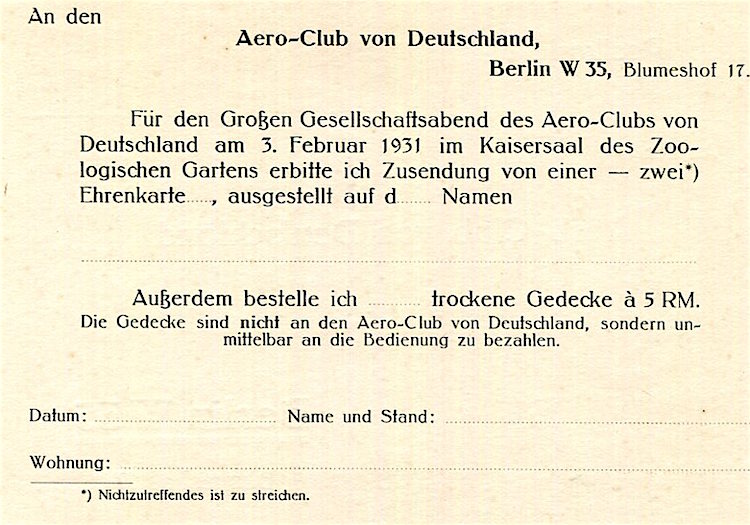 An den
Aero-Club von Deutschland,
Berlin W 35, Blumeshof 17.
Für den Großen Gesellschaftsabend des Aero-Clubs von
Deutschland am 3. Februar 1931 im Kaisersaal des Zoo-
logischen Gartens erbitte ich Zusendung von einer — zwei*)
Ehrenkarte....., ausgestellt auf d....... Namen
Außerdem bestelle ich .......... trockene Gedecke à 5 RM.
Die Gedecke sind nicht an den Aero-Club von Deutschland, sondern un-
mittelbar an die Bedienung zu bezahlen.
Datum: .......... Name und Stand: ..........
Wohnung: ..........
*) Nichtzutreffendes ist zu streichen.